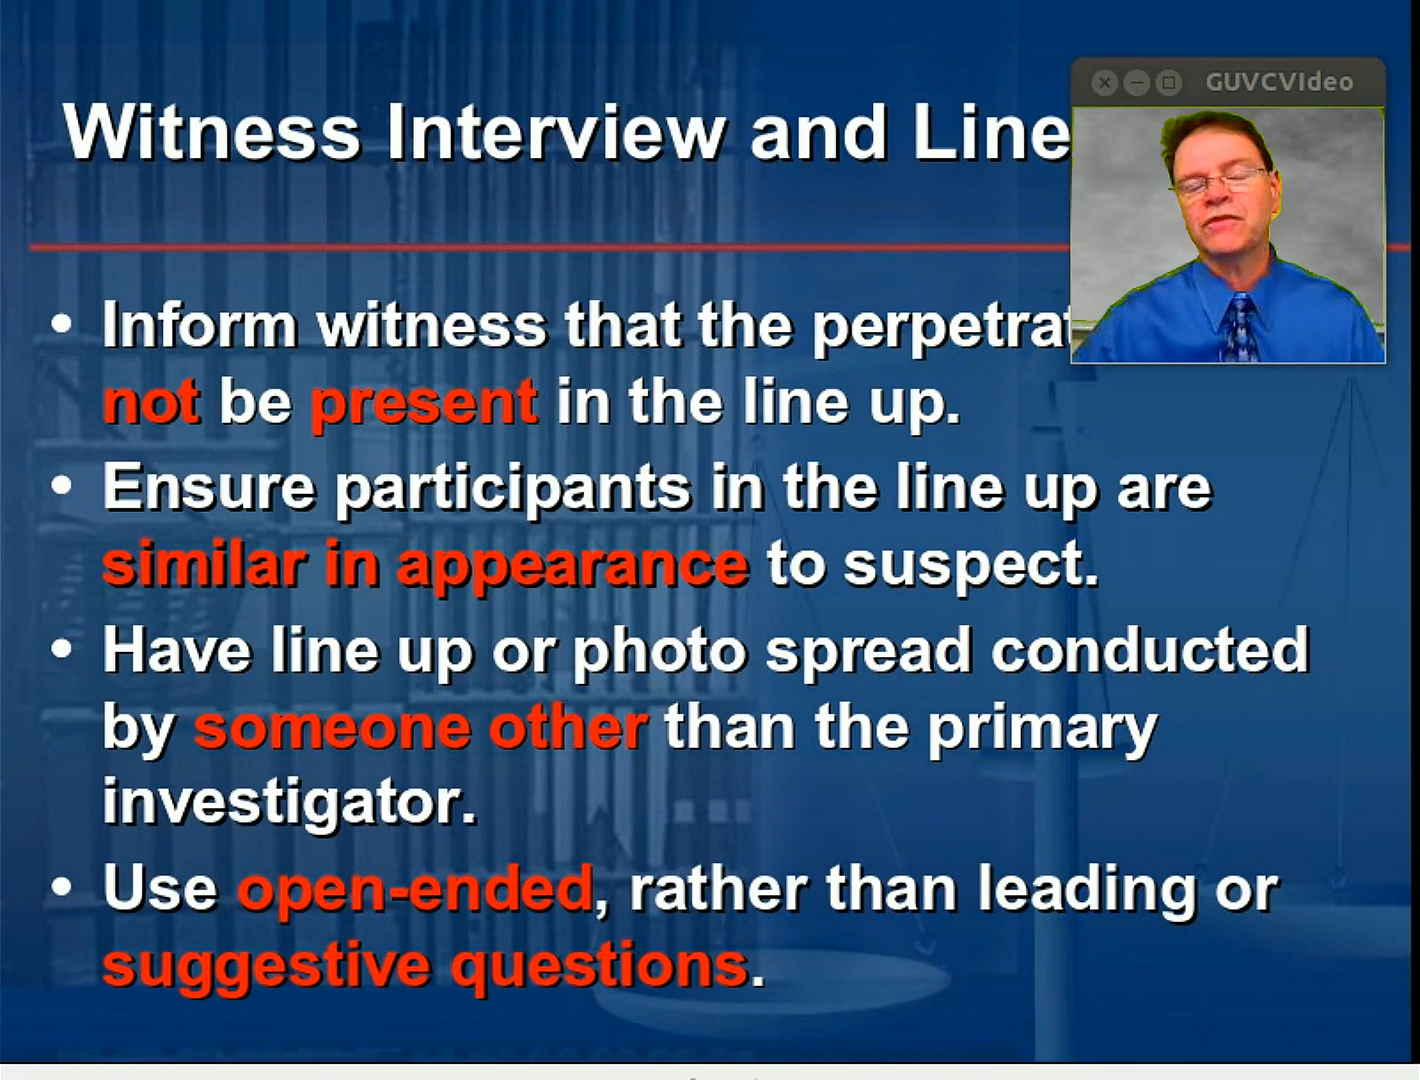 Witness Interview and Line
GUVCVIdeo
• Inform witness that the
not be present in the line up.
• Ensure participants in the line up are
similar in appearance to suspect.
• Have line up or photo spread conducted
by someone other than the primary
investigator.
• Use open-ended, rather than leading or
suggestive questions.